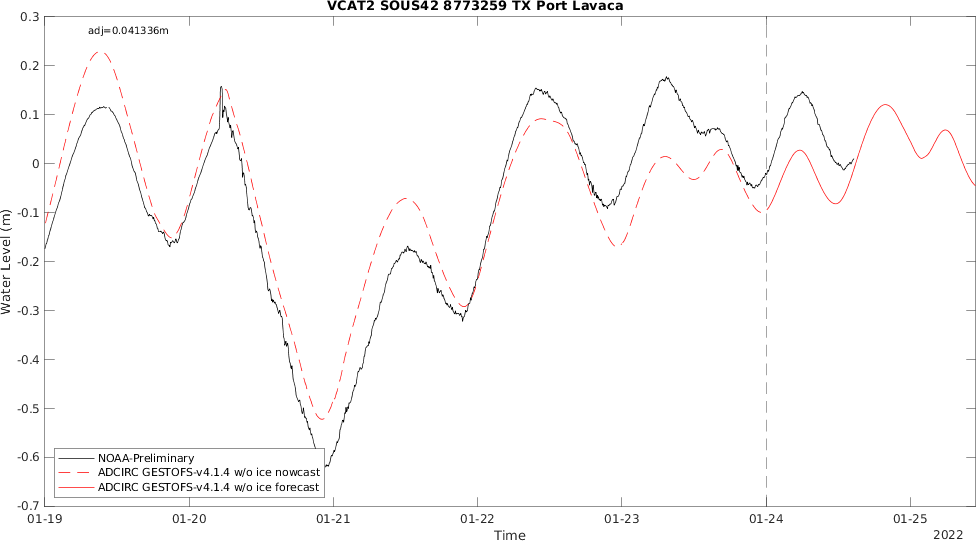 VCAT2 SOUS42 8773259 TX Port Lavaca
adj=0.041336m
0.3
0.2
0.1
0
-0.1
-0.2
-0.3
-0.4
-0.5
-0.6
-0.7
Water Level (m)
NOAA-Preliminary
ADCIRC GESTOFS-v4.1.4 w/o ice nowcast
ADCIRC GESTOFS-v4.1.4 w/o ice forecast
01-19 01-20 01-21 01-22 01-23 01-24 01-25
Time
2022